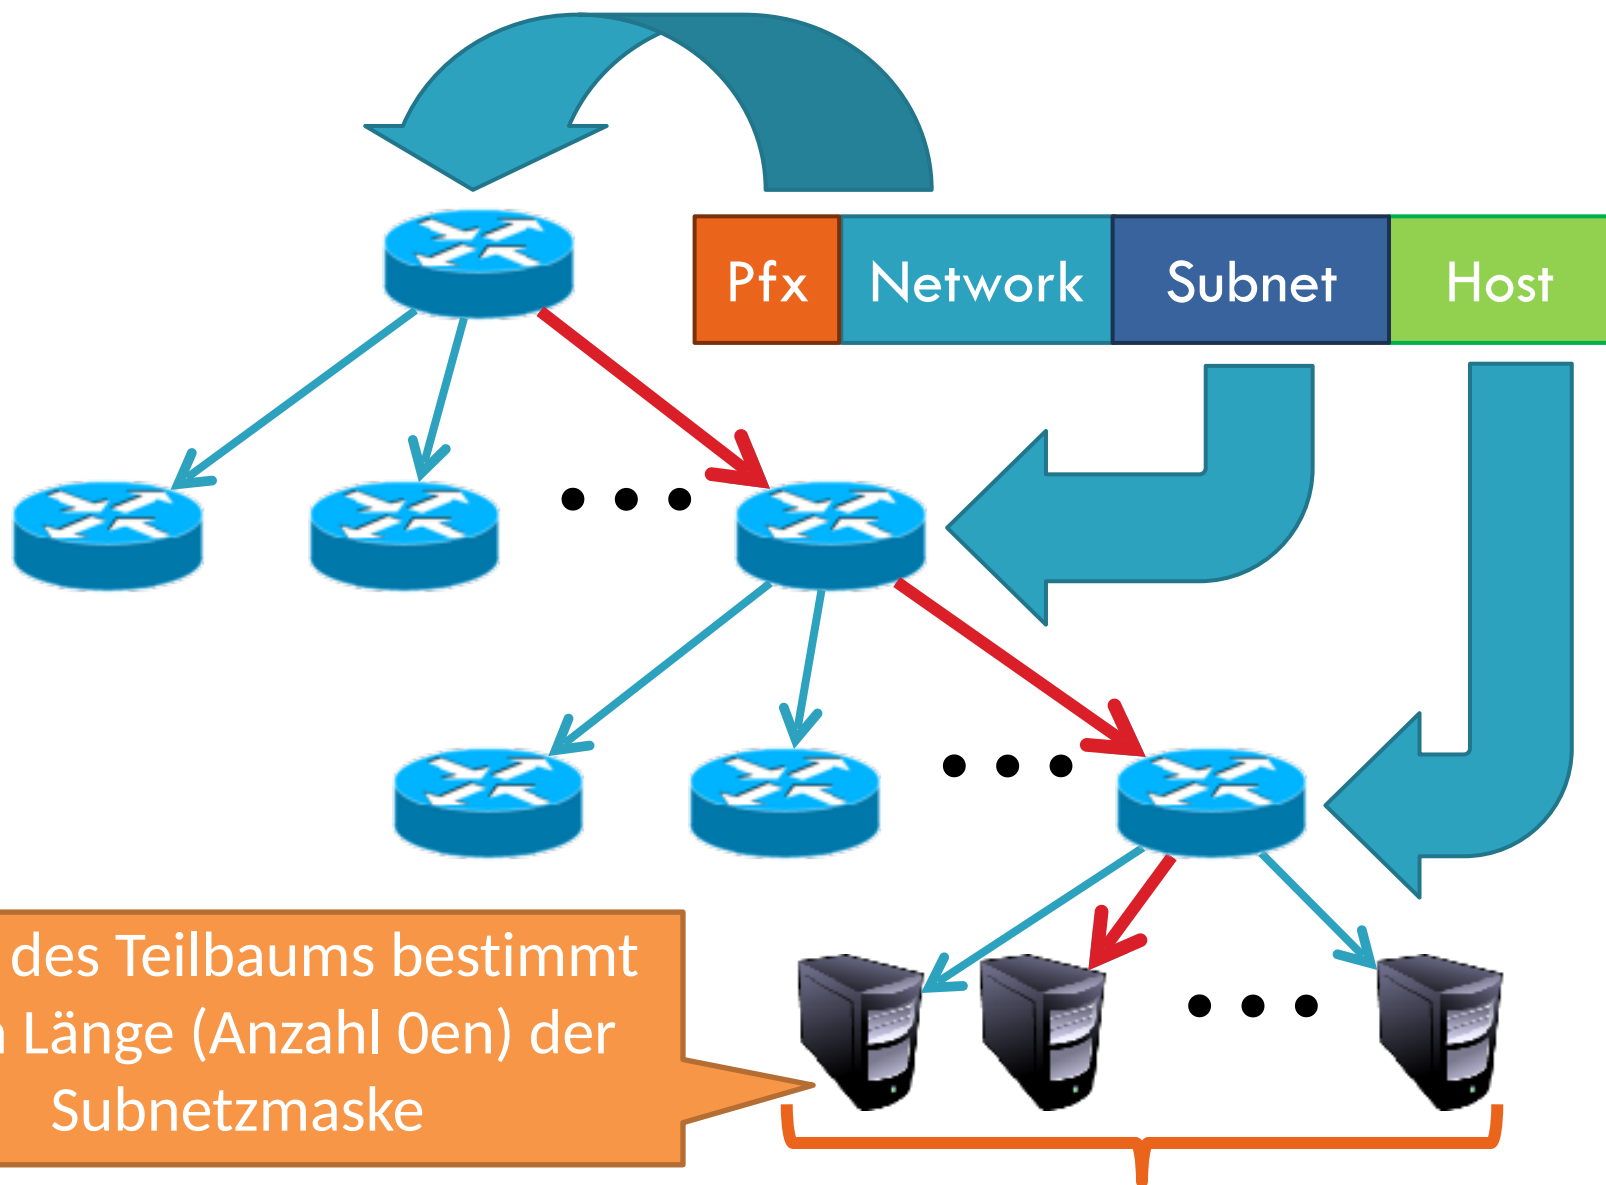 Pfx Network Subnet Host
des Teilbaums bestimmt
Länge (Anzahl 0en) der
Subnetzmaske